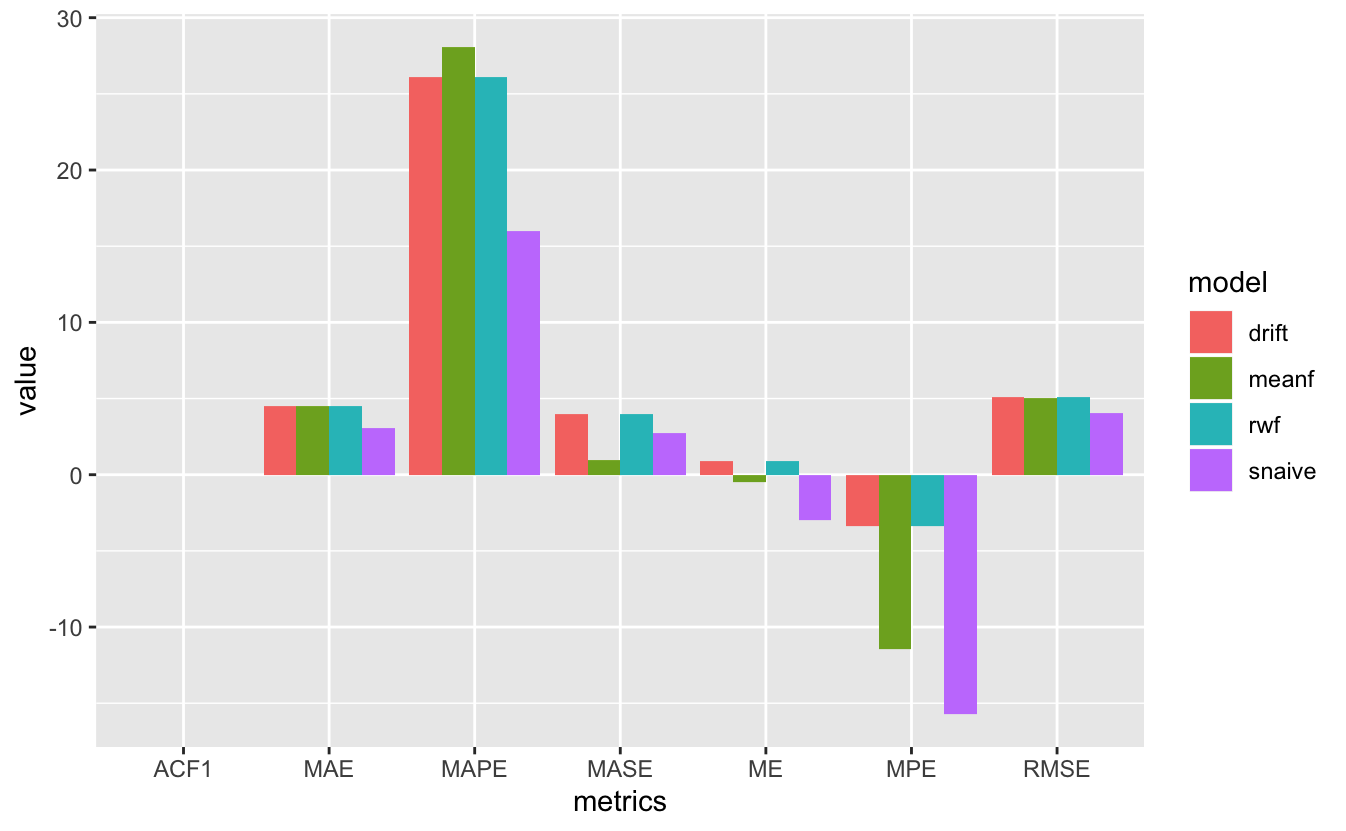 30
20
10
0
-10
value
ACF1 MAE MAPE MASE ME MPE RMSE
metrics
model
drift
meanf
rwf
snaive